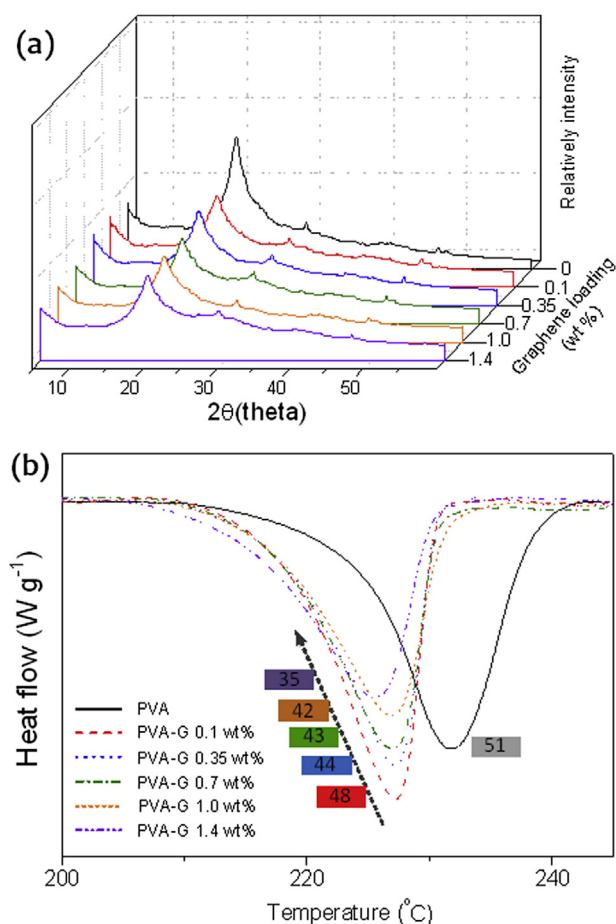 (a)
Relatively intensity
0
0.1
0.35
0.7
1.0
1.4
Graphene loading
(wt %)
10 20 30 40 50
2θ(theta)
(b)
Heat flow (W g-1)
35
42
43
44
48
51
PVA
PVA-G 0.1 wt%
PVA-G 0.35 wt%
PVA-G 0.7 wt%
PVA-G 1.0 wt%
PVA-G 1.4 wt%
200 220 240
Temperature (°C)